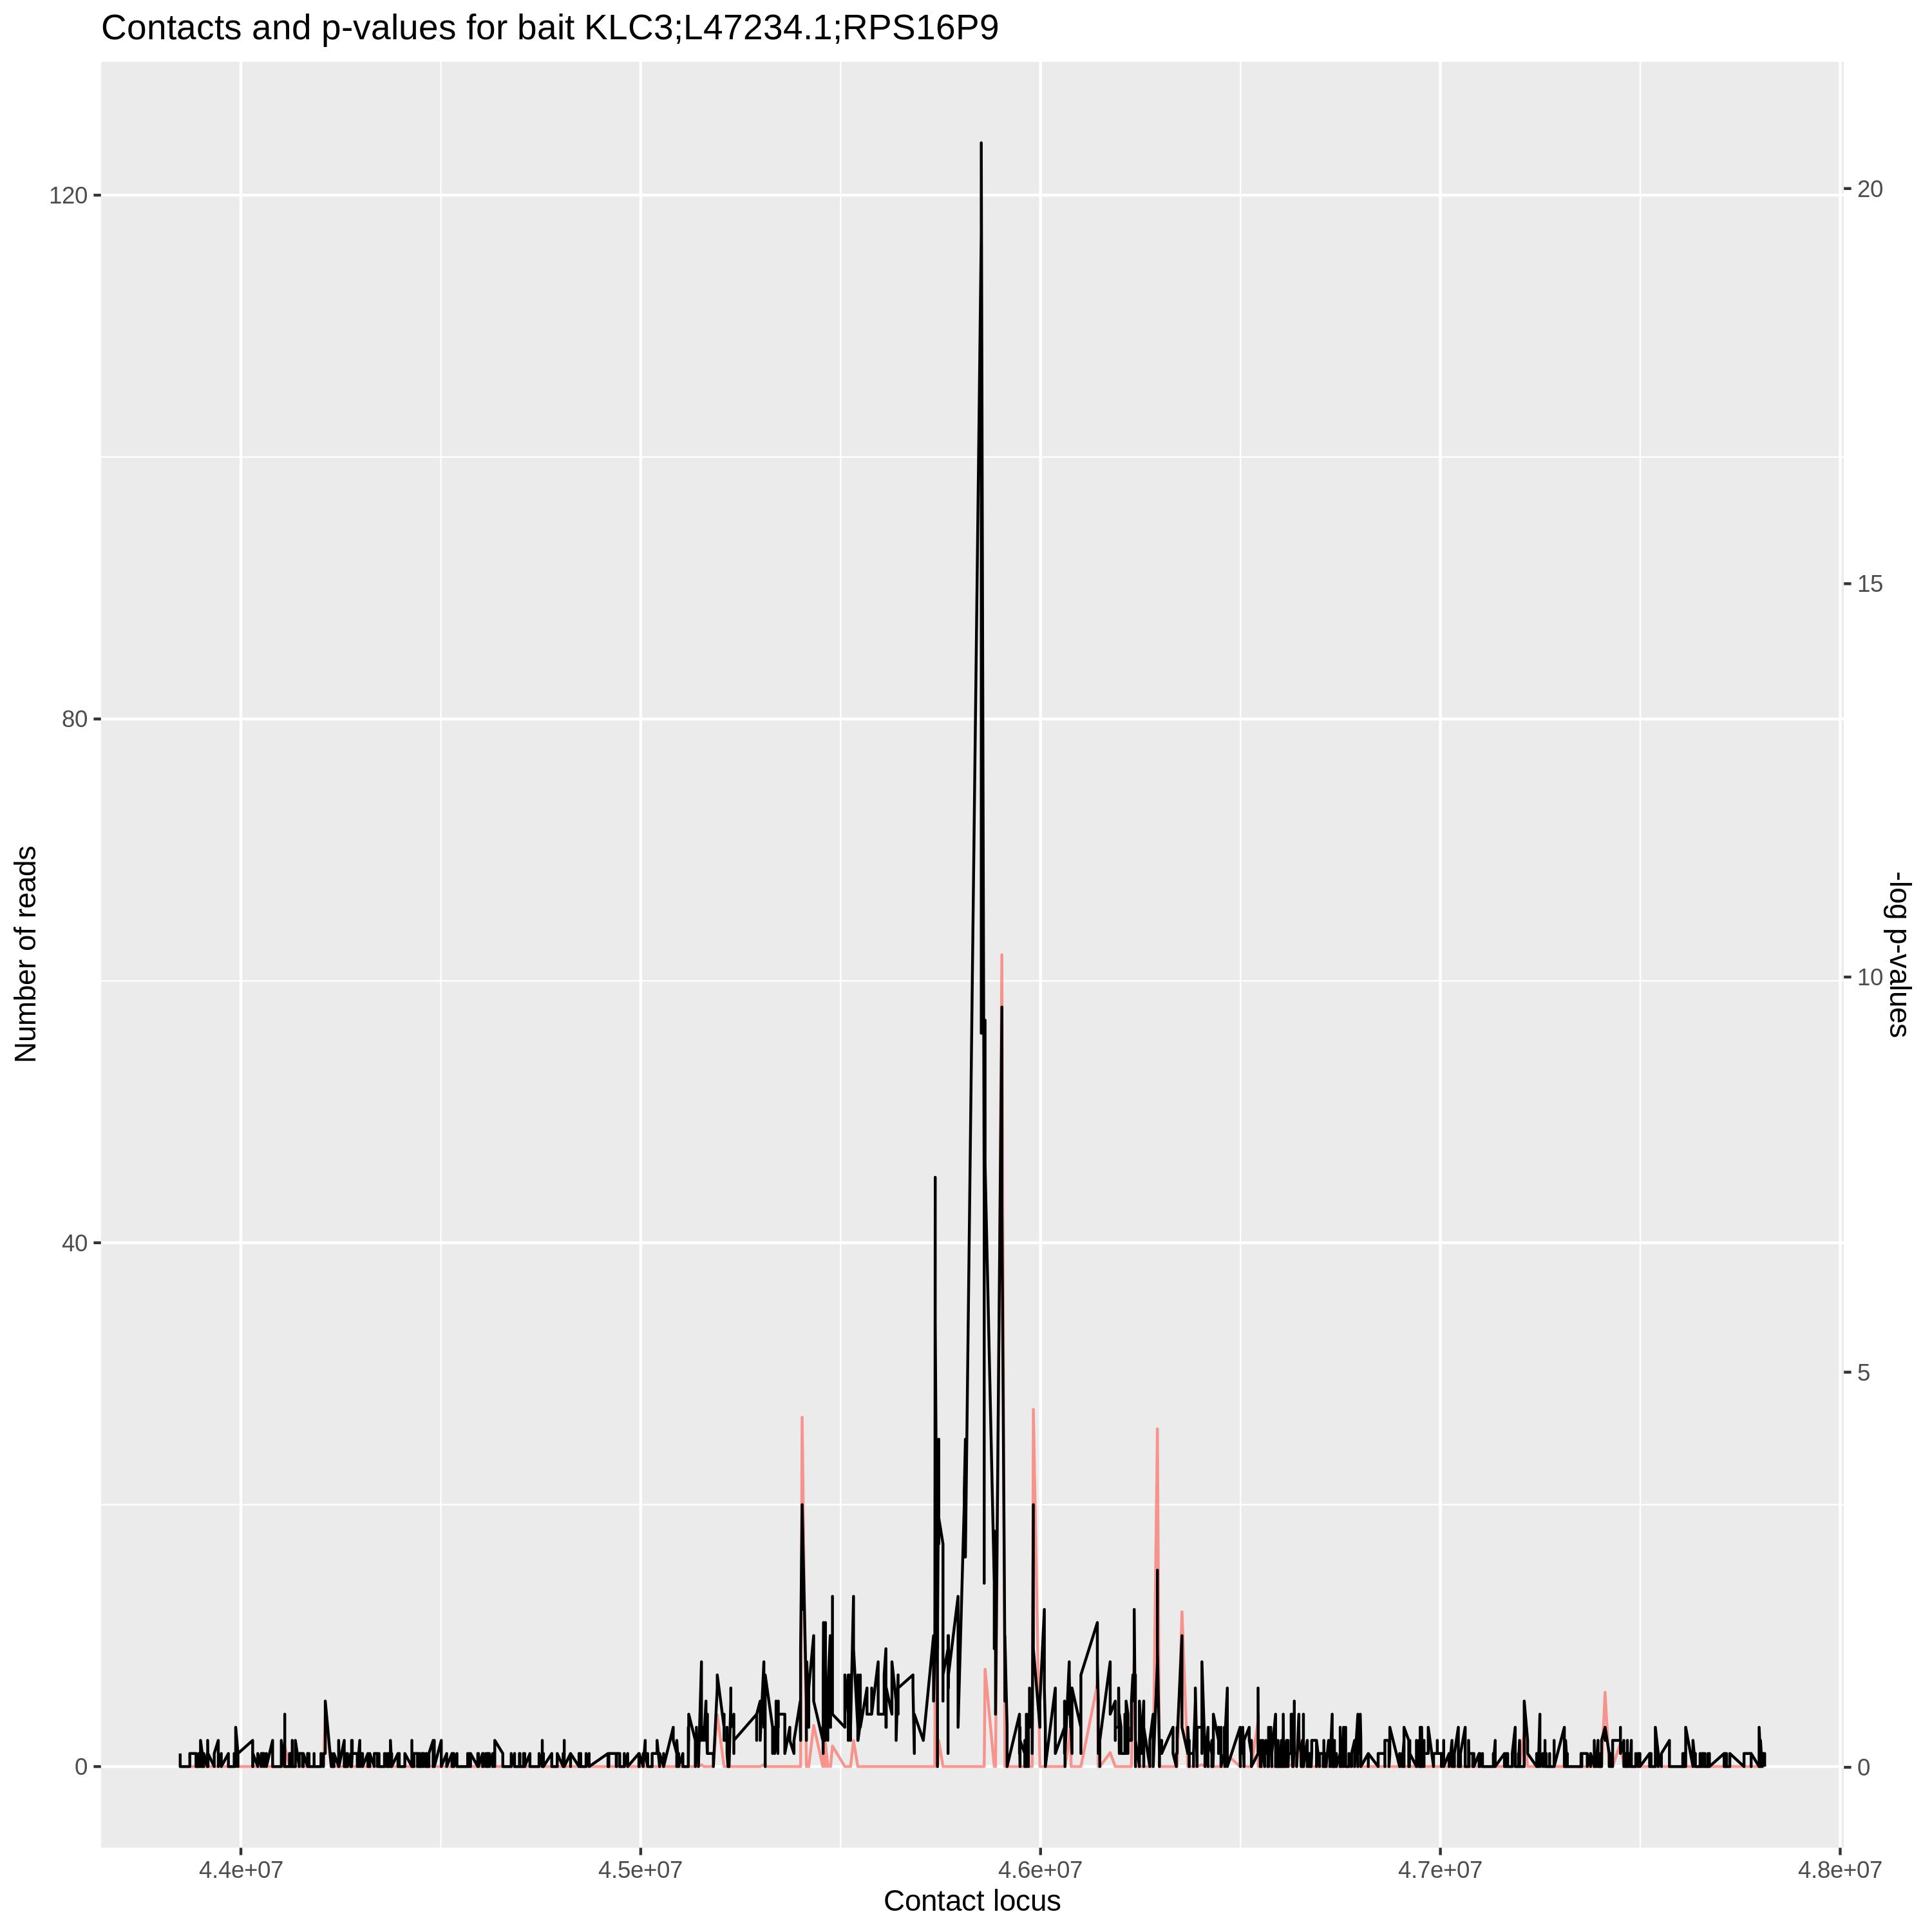 Contacts and p-values for bait KLC3;L47234.1;RPS16P9
120
80
40
0
Number of reads
20
15
10
5
0
-log p-values
4.4e+07
4.5e+07
4.6e+07
4.7e+07
4.8e+07
Contact locus